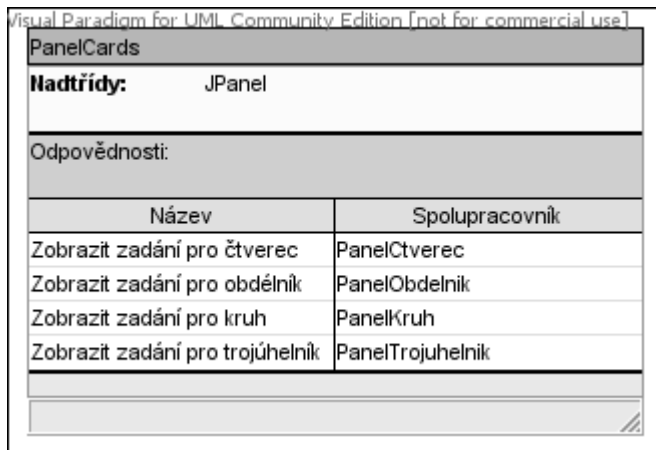 Visual Paradigm for UML Community Edition [not for commercial use]
PanelCards
Nadtřídy: JPanel
Odpovědnosti:
Název Spolupracovník
Zobrazit zadání pro čtverec PanelCtverec
Zobrazit zadání pro obdélník PanelObdelnik
Zobrazit zadání pro kruh PanelKruh
Zobrazit zadání pro trojúhelník PanelTrojuhelnik